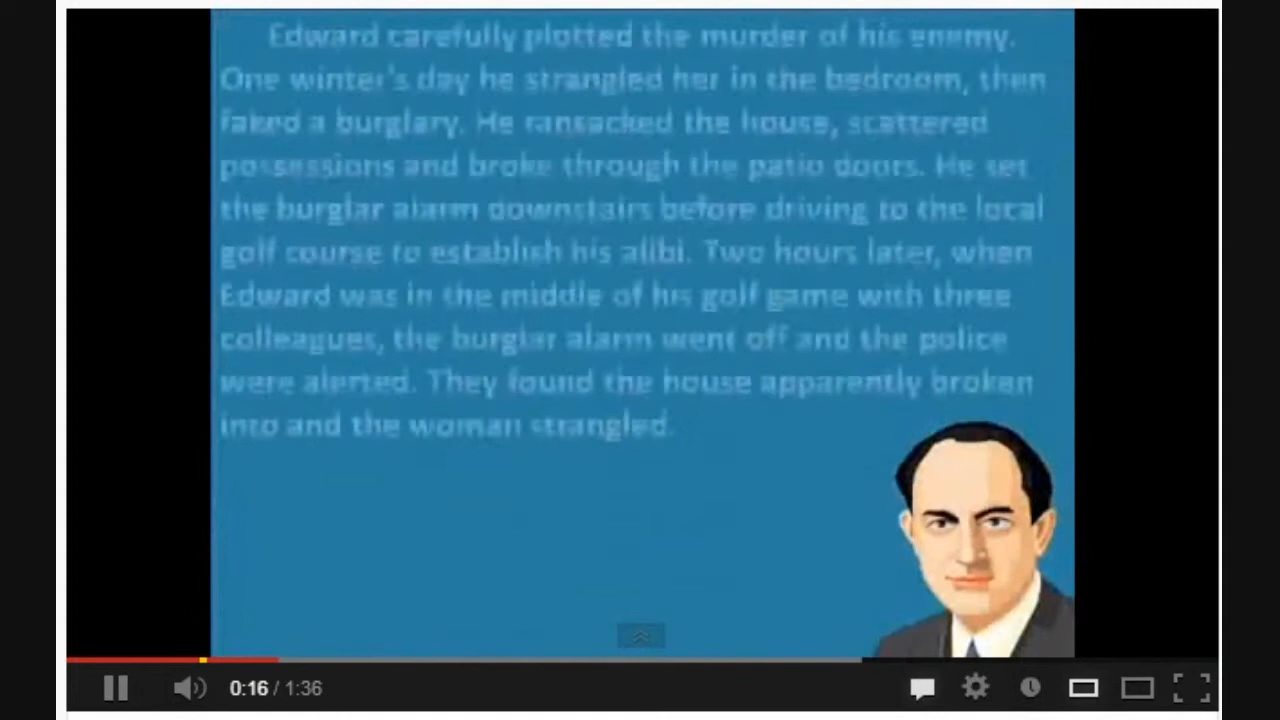 Edward carefully plotted the murder of his enemy.
One winter's day he strangled her in the bedroom, then
faked a burglary. He ransacked the house, scattered
possessions and broke through the patio doors. He set
the burglar alarm downstairs before driving to the local
golf course to establish his alibi. Two hours later, when
Edward was in the middle of his golf game with three
colleagues, the burglar alarm went off and the police
were alerted. They found the house apparently broken
into and the woman strangled.
0:16 / 1:36